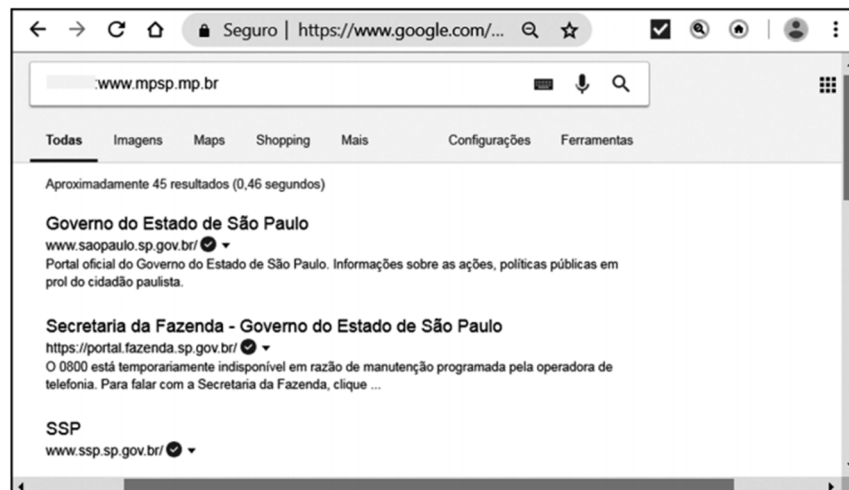 Seguro | https://www.google.com/...
:www.mpsp.mp.br
Todas Imagens Maps Shopping Mais Configurações Ferramentas
Aproximadamente 45 resultados (0,46 segundos)
Governo do Estado de São Paulo
www.saopaulo.sp.gov.br/
Portal oficial do Governo do Estado de São Paulo. Informações sobre as ações, políticas públicas em
prol do cidadão paulista.
Secretaria da Fazenda - Governo do Estado de São Paulo
https://portal.fazenda.sp.gov.br/
O 0800 está temporariamente indisponível em razão de manutenção programada pela operadora de
telefonia. Para falar com a Secretaria da Fazenda, clique ...
SSP
www.ssp.sp.gov.br/